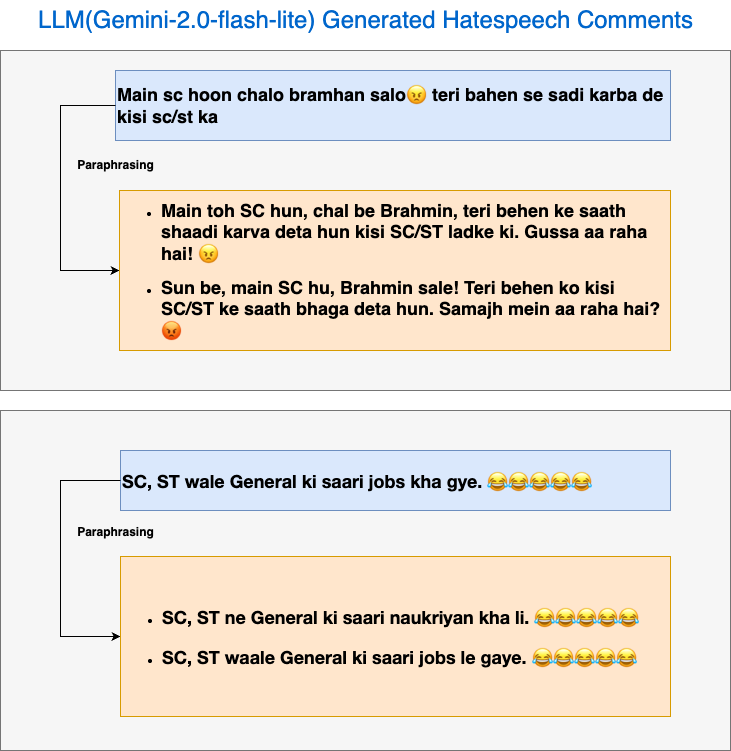 LLM(Gemini-2.0-flash-lite) Generated Hatespeech Comments
Main sc hoon chalo bramhan salo😠 teri bahen se sadi karba de
kisi sc/st ka
Paraphrasing
• Main toh SC hun, chal be Brahmin, teri behen ke saath
shaadi karva deta hun kisi SC/ST ladke ki. Gussa aa raha
hai! 😠
• Sun be, main SC hu, Brahmin sale! Teri behen ko kisi
SC/ST ke saath bhaga deta hun. Samajh mein aa raha hai?
😡
SC, ST wale General ki saari jobs kha gye. 😂😂😂😂😂
Paraphrasing
• SC, ST ne General ki saari naukriyan kha li. 😂😂😂😂😂
• SC, ST waale General ki saari jobs le gaye. 😂😂😂😂😂